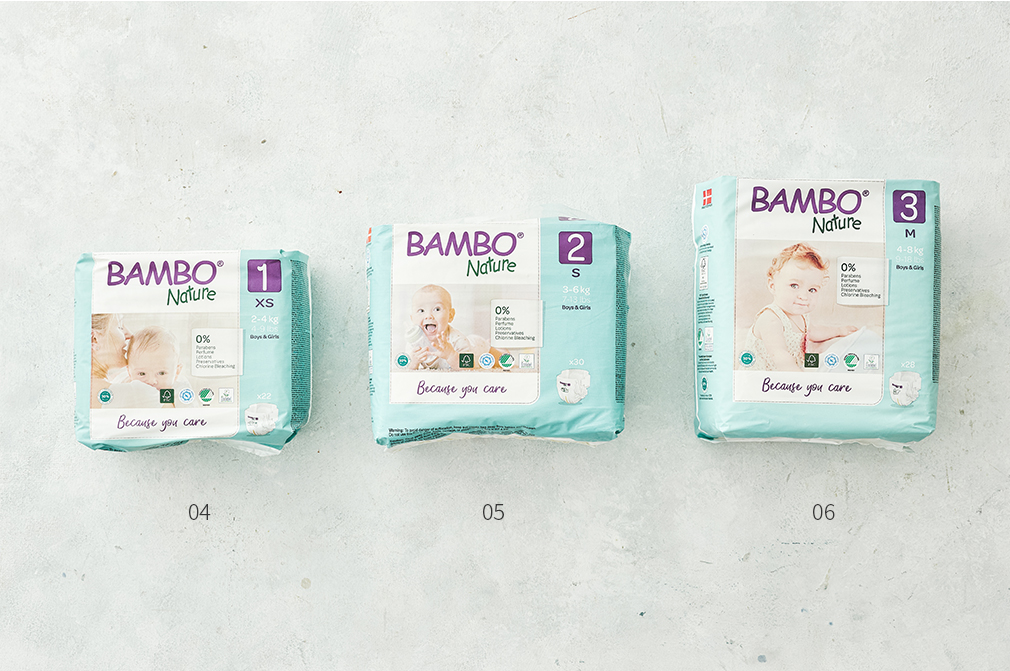 BAMBO®
Nature
1
XS
2-4 kg
Boys & Girls
0%
Parabens
Perfume
Lotions
Preservatives
Chlorine Bleaching
x22
Because you care
04
BAMBO®
Nature
2
S
3-6 kg
Boys & Girls
0%
Parabens
Perfume
Lotions
Preservatives
Chlorine Bleaching
x30
Because you care
05
BAMBO®
Nature
3
M
4-8 kg
Boys & Girls
0%
Parabens
Perfume
Lotions
Preservatives
Chlorine Bleaching
x28
Because you care
06